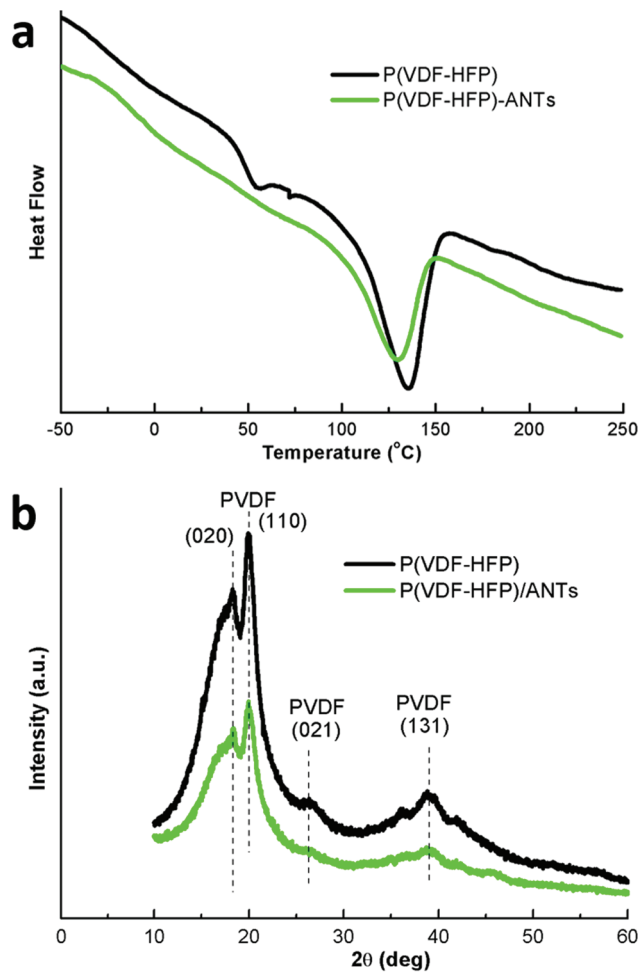 a
P(VDF-HFP)
P(VDF-HFP)-ANTs
Heat Flow
-50 0 50 100 150 200 250
Temperature (°C)
b
PVDF
(020) (110)
P(VDF-HFP)
P(VDF-HFP)/ANTs
PVDF
(021)
PVDF
(131)
Intensity (a.u.)
0 10 20 30 40 50 60
2θ (deg)